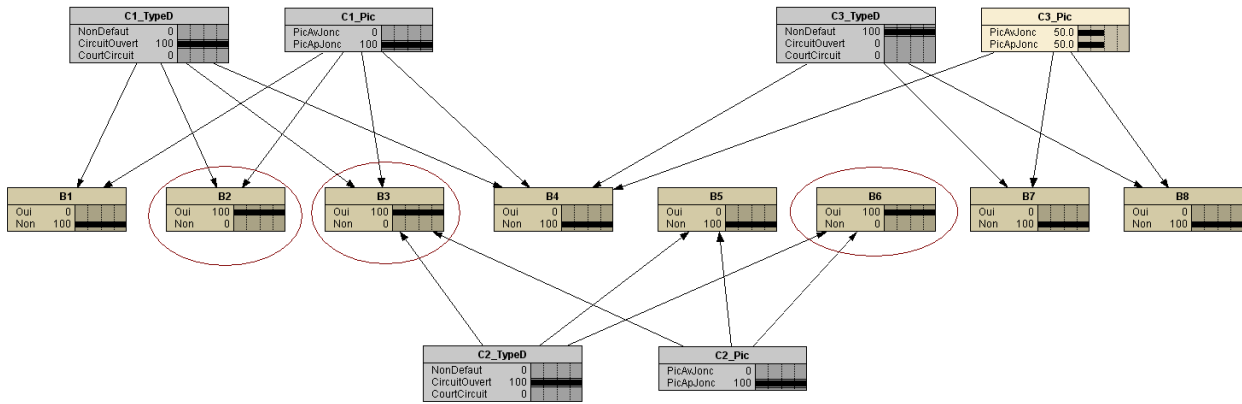 C1_TypeD
NonDefaut 0
CircuitOuvert 100
CourtCircuit 0
C1_Pic
PicAvJonc 0
PicApJonc 100
C3_TypeD
NonDefaut 100
CircuitOuvert 0
CourtCircuit 0
C3_Pic
PicAvJonc 50.0
PicApJonc 50.0
B1
Oui 0
Non 100
B2
Oui 100
Non 0
B3
Oui 100
Non 0
B4
Oui 0
Non 100
B5
Oui 0
Non 100
B6
Oui 100
Non 0
B7
Oui 0
Non 100
B8
Oui 0
Non 100
C2_TypeD
NonDefaut 0
CircuitOuvert 100
CourtCircuit 0
C2_Pic
PicAvJonc 0
PicApJonc 100